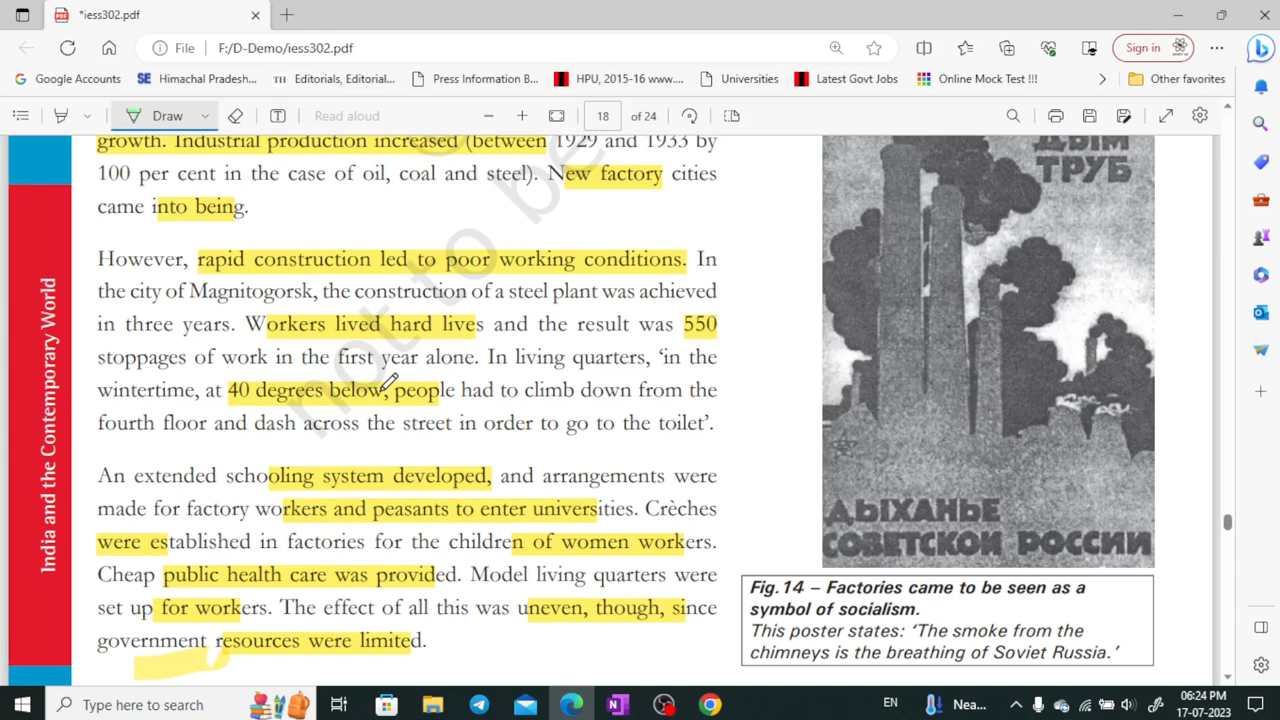 *iess302.pdf
File
F:/D-Demo/iess302.pdf
Sign in
Google Accounts
SE Himachal Pradesh...
TH Editorials, Editorial...
Press Information B...
HPU, 2015-16 www....
Universities
Latest Govt Jobs
Online Mock Test !!!
Other favorites
Draw
Read aloud
18 of 24
growth. Industrial production increased (between 1929 and 1933 by
100 per cent in the case of oil, coal and steel). New factory cities
came into being.
However, rapid construction led to poor working conditions. In
the city of Magnitogorsk, the construction of a steel plant was achieved
in three years. Workers lived hard lives and the result was 550
stoppages of work in the first year alone. In living quarters, ‘in the
wintertime, at 40 degrees below, people had to climb down from the
fourth floor and dash across the street in order to go to the toilet’.
An extended schooling system developed, and arrangements were
made for factory workers and peasants to enter universities. Crèches
were established in factories for the children of women workers.
Cheap public health care was provided. Model living quarters were
set up for workers. The effect of all this was uneven, though, since
government resources were limited.
not to be
India and the Contemporary World
ДЫМ
ТРУБ
ДЫХАНЬЕ
СОВЕТСКОЙ РОССИИ
Fig.14 – Factories came to be seen as a
symbol of socialism.
This poster states: ‘The smoke from the
chimneys is the breathing of Soviet Russia.’
Type here to search
EN
Nea...
06:24 PM
17-07-2023